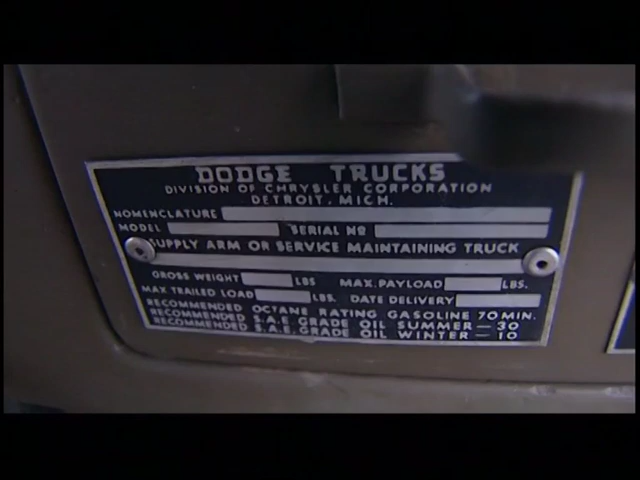 DODGE TRUCKS
DIVISION OF CHRYSLER CORPORATION
DETROIT, MICH.
NOMENCLATURE
MODEL SERIAL Nº
SUPPLY ARM OR SERVICE MAINTAINING TRUCK
GROSS WEIGHT LBS MAX. PAYLOAD LBS.
MAX TRAILED LOAD LBS. DATE DELIVERY
RECOMMENDED OCTANE RATING GASOLINE 70 MIN.
RECOMMENDED S.A.E. GRADE OIL SUMMER-30
RECOMMENDED S.A.E. GRADE OIL WINTER-10